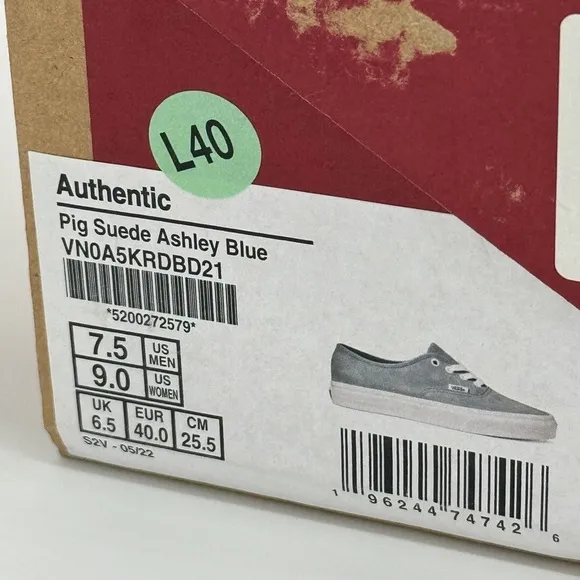 L40
Authentic
Pig Suede Ashley Blue
VN0A5KRDBD21
*5200272579*
7.5 US MEN
9.0 US WOMEN
UK 6.5 EUR 40.0 CM 25.5
S2V - 05/22
1 96244 74742 6